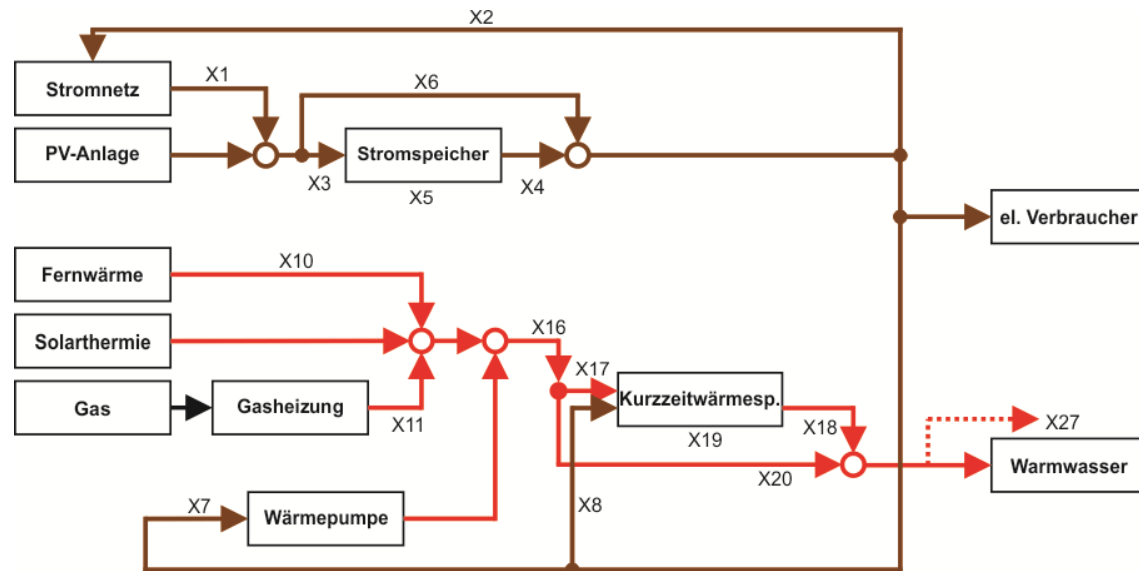 X2
Stromnetz
X1
X6
PV-Anlage
Stromspeicher
X3
X5
X4
el. Verbraucher
Fernwärme
X10
Solarthermie
X16
Gas
Gasheizung
X11
X17
Kurzzeitwärmesp.
X18
X19
X27
X20
Warmwasser
X7
Wärmepumpe
X8